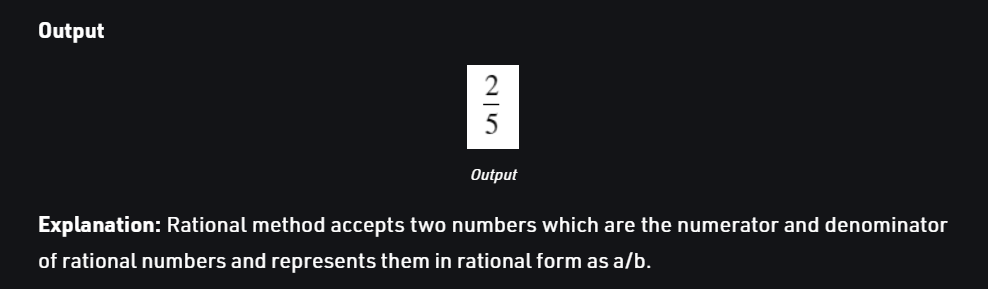 Output
2
5
Output
Explanation: Rational method accepts two numbers which are the numerator and denominator
of rational numbers and represents them in rational form as a/b.